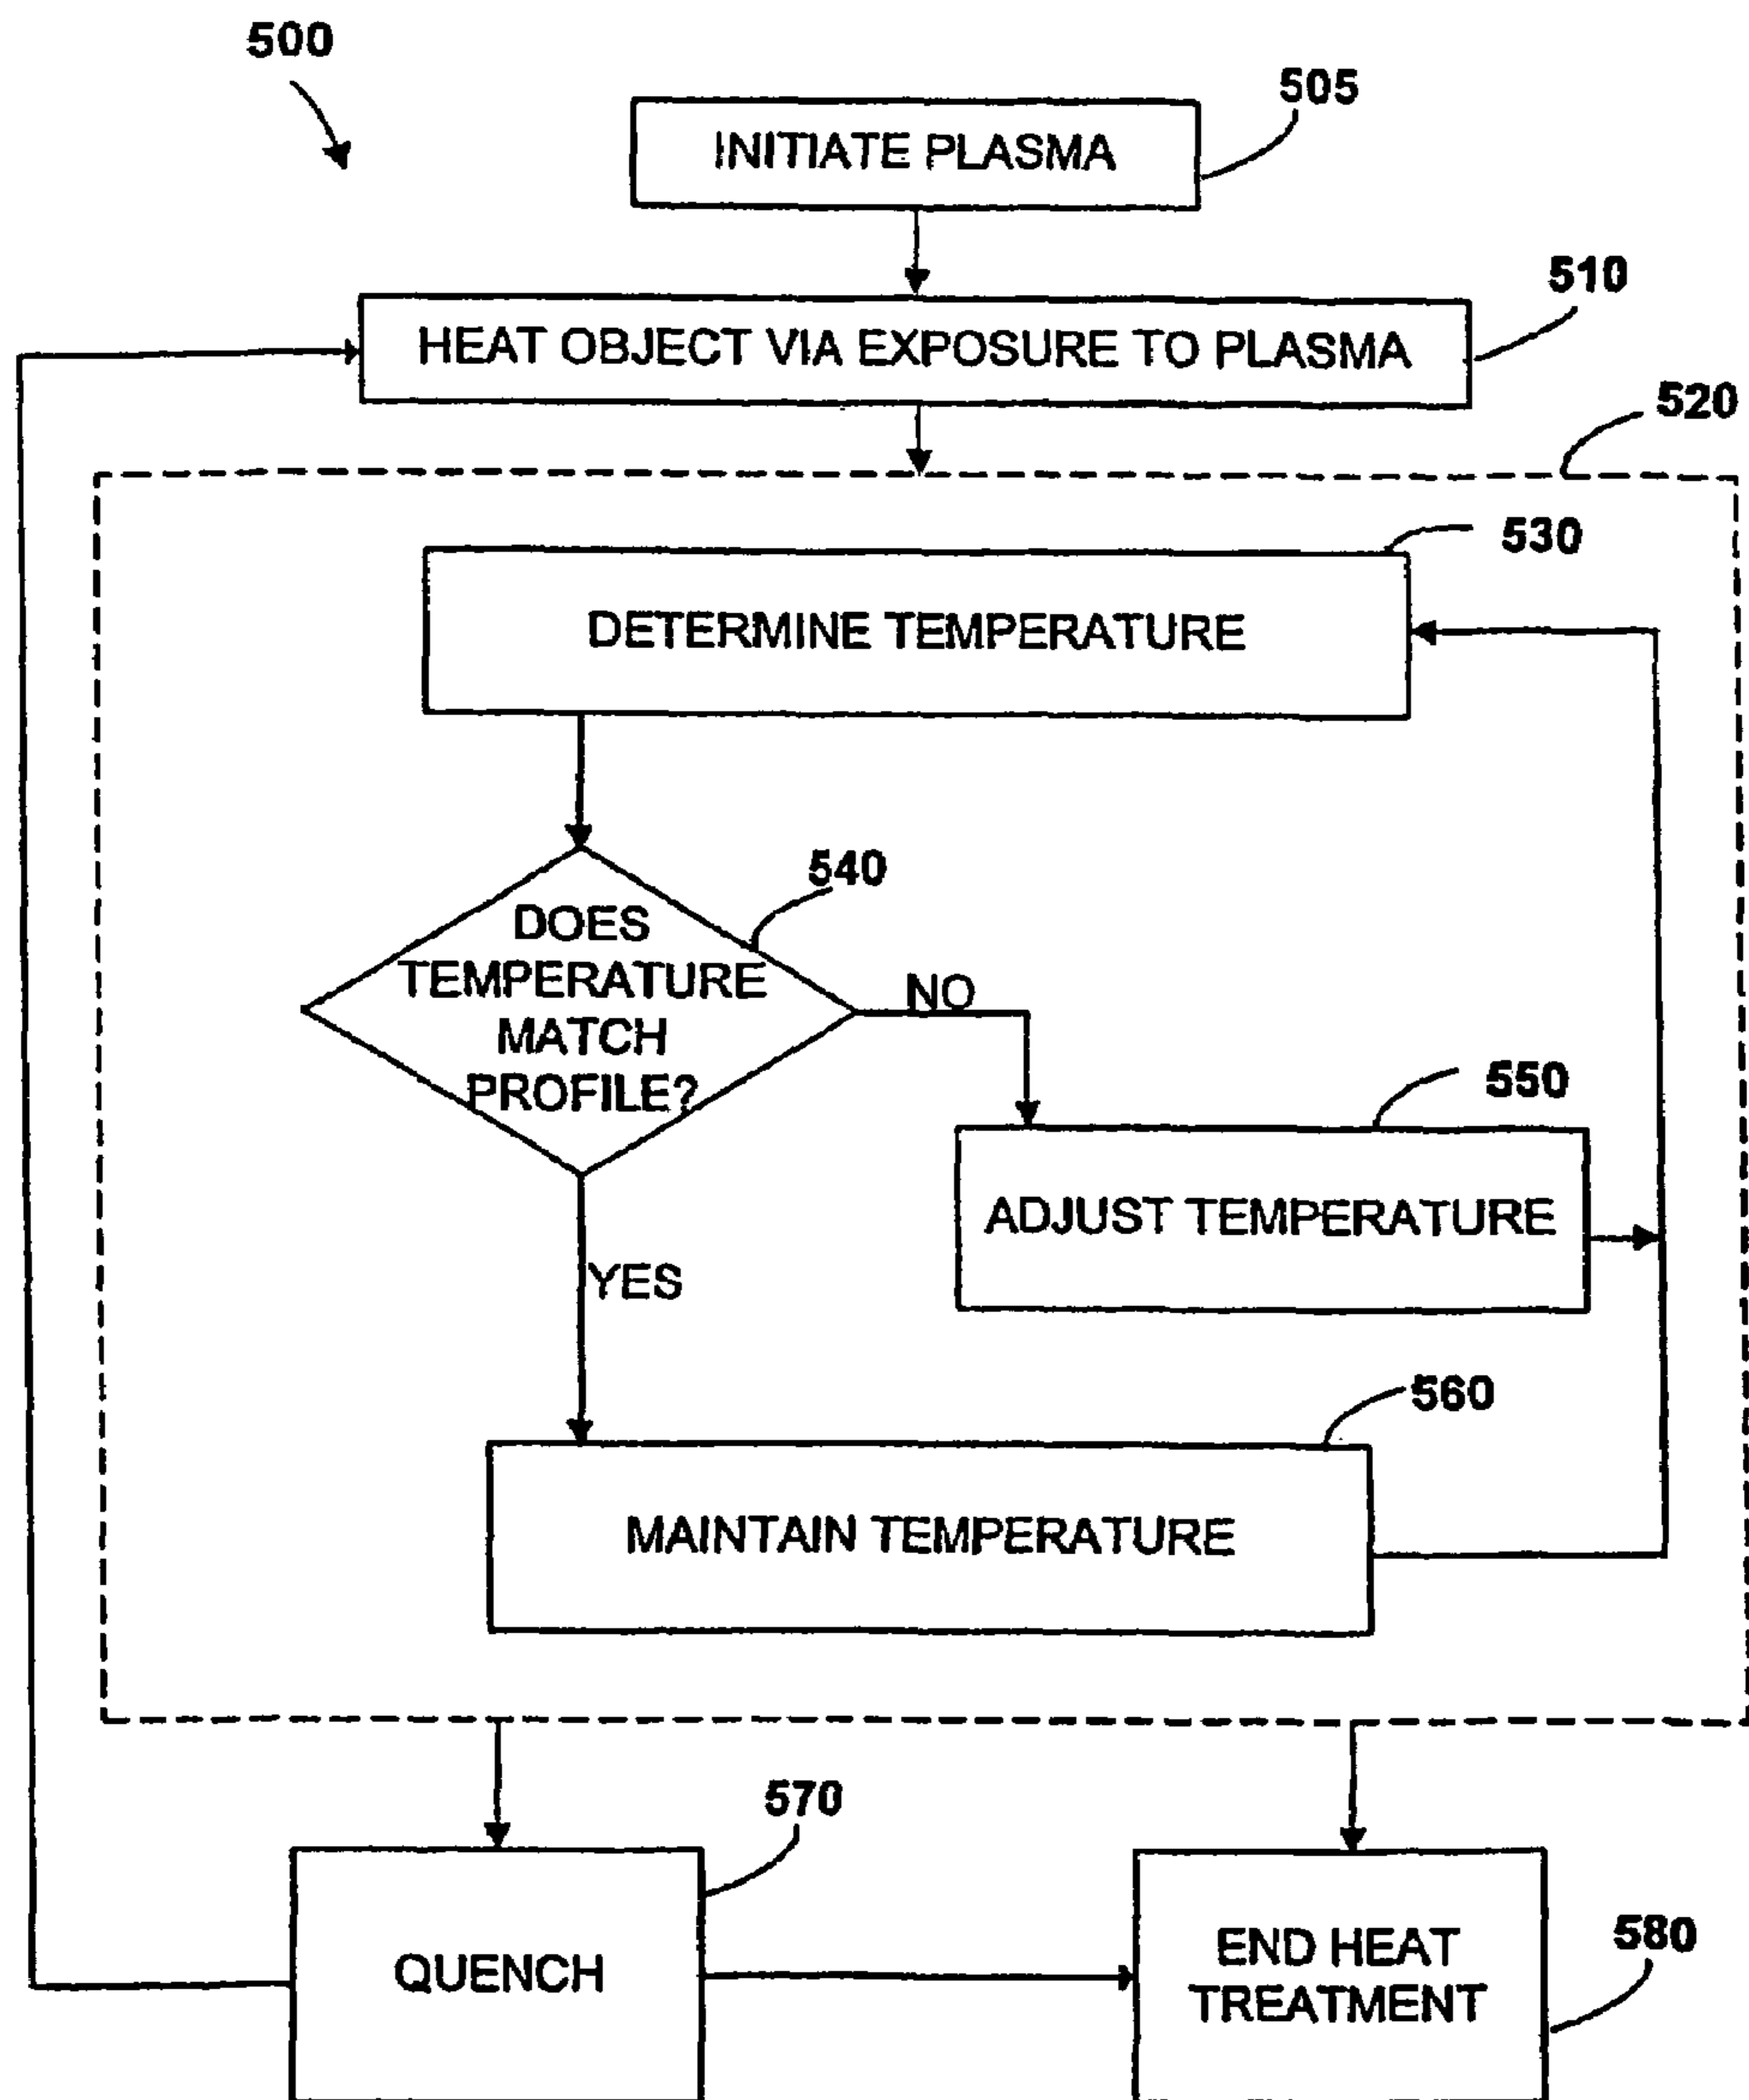 500
505
INITIATE PLASMA
510
HEAT OBJECT VIA EXPOSURE TO PLASMA
520
530
DETERMINE TEMPERATURE
540
DOES
TEMPERATURE
MATCH
PROFILE?
NO
550
ADJUST TEMPERATURE
YES
560
MAINTAIN TEMPERATURE
570
QUENCH
580
END HEAT
TREATMENT